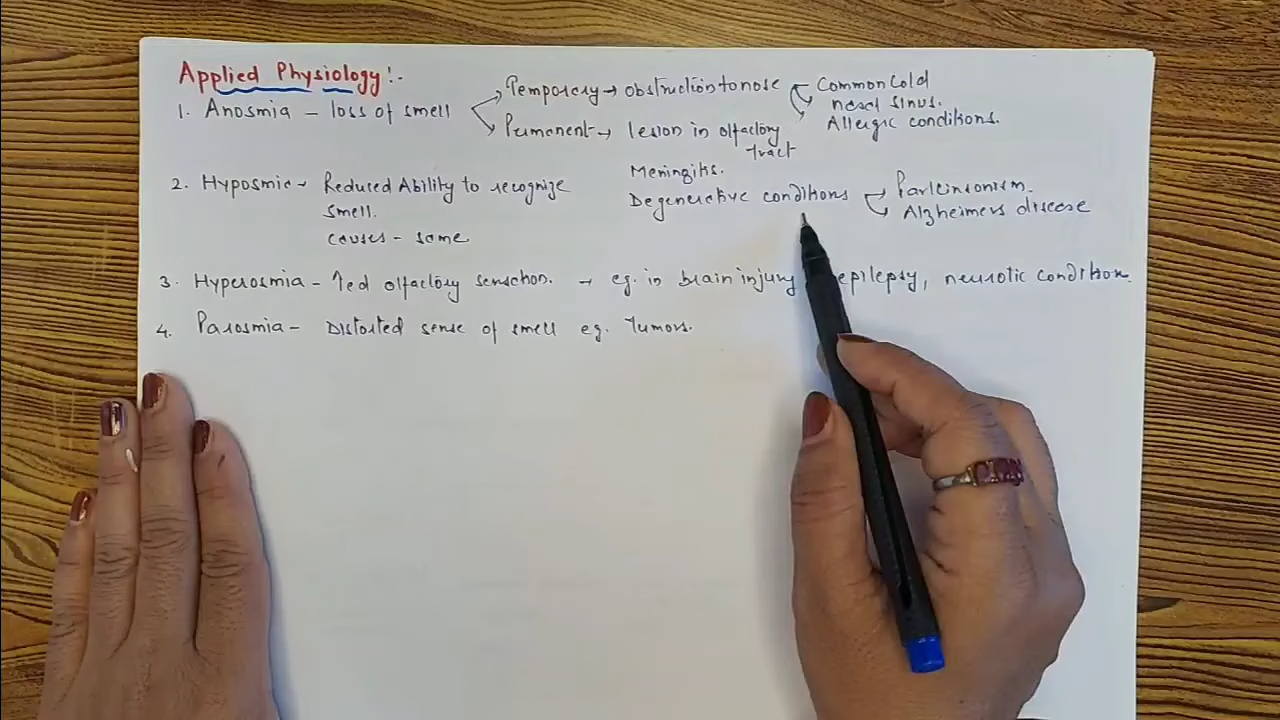 Applied Physiology:-
1. Anosmia – loss of smell
Temporary → obstruction to nose
Common Cold
nasal sinus.
Allergic conditions.
Permanent → lesion in olfactory
tract
Meningitis.
Degenerative conditions
Parkinsonism.
Alzheimers disease
2. Hyposmia → Reduced Ability to recognize
smell.
causes – same
3. Hyperosmia – ↑ed olfactory sensation. → eg. in brain injury epilepsy, neurotic condition.
4. Parosmia – Distorted sense of smell eg. Tumors.